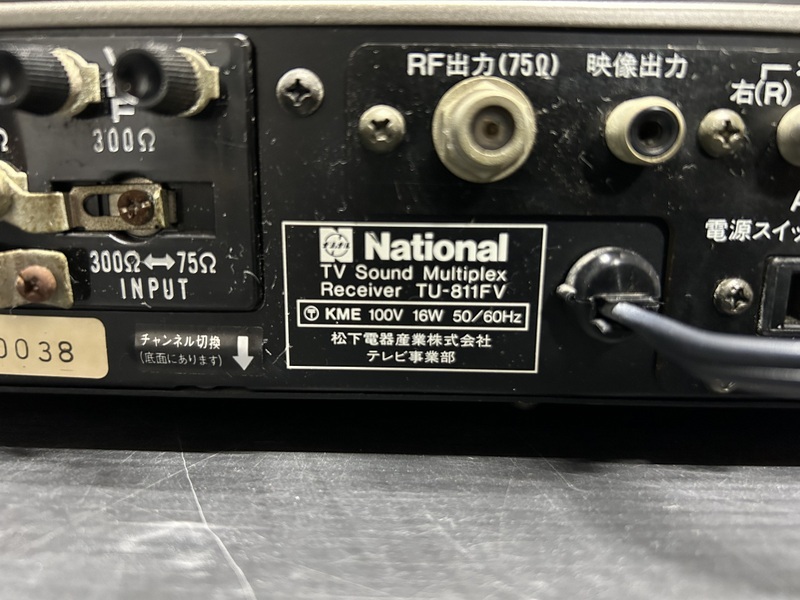 300Ω
300Ω⟷75Ω
INPUT
0038
チャンネル切換
(底面にあります)
RF出力(75Ω)
映像出力
右(R)
電源スイッ
National
TV Sound Multiplex
Receiver TU-811FV
〒 KME 100V 16W 50/60Hz
松下電器産業株式会社
テレビ事業部